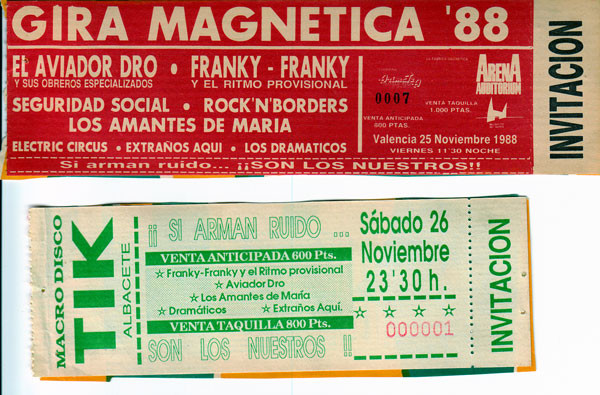 GIRA MAGNETICA '88
EL AVIADOR DRO • FRANKY - FRANKY
Y SUS OBREROS ESPECIALIZADOS Y EL RITMO PROVISIONAL
SEGURIDAD SOCIAL • ROCK'N'BORDERS
LOS AMANTES DE MARIA
ELECTRIC CIRCUS • EXTRAÑOS AQUI • LOS DRAMATICOS
Si arman ruido... ¡¡SON LOS NUESTROS!!
LA FABRICA MAGNETICA
0007
ARENA
AUDITORIUM
VENTA ANTICIPADA
800 PTAS.
VENTA TAQUILLA
1.000 PTAS.
Valencia 25 Noviembre 1988
VIERNES 11'30 NOCHE
INVITACION
MACRO DISCO
TIK
ALBACETE
¡¡ SI ARMAN RUIDO ...
VENTA ANTICIPADA 600 Pts.
☆ Franky-Franky y el Ritmo provisional
☆ Aviador Dro
☆ Los Amantes de María
☆ Dramáticos ☆ Extraños Aquí.
VENTA TAQUILLA 800 Pts.
SON LOS NUESTROS !!
Sábado 26
Noviembre
23'30 h.
☆ ☆ ☆ ☆
000001
INVITACION